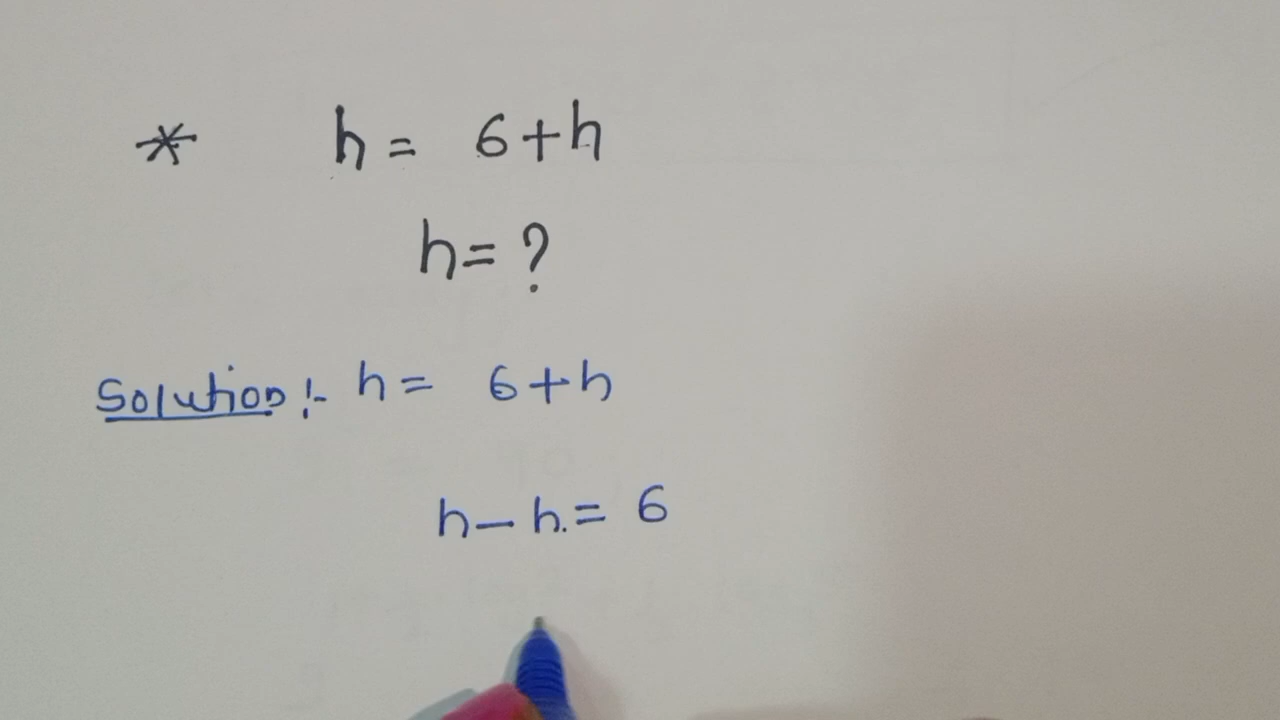 * h = 6+h
h= ?
Solution :- h = 6+h
h - h = 6